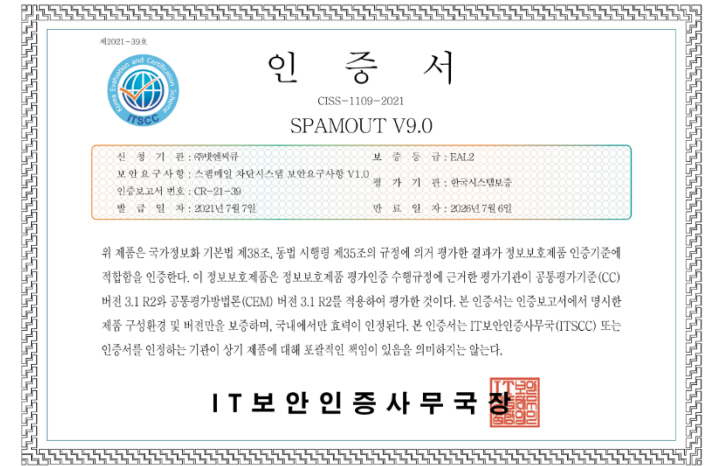 제2021-39호
Korea Evaluation and Certification Scheme
ITSCC
인 증 서
CISS-1109-2021
SPAMOUT V9.0
신 청 기 관 : ㈜넷앤씨큐
보 증 등 급 : EAL2
보안요구사항 : 스팸메일 차단시스템 보안요구사항 V1.0
평 가 기 관 : 한국시스템보증
인증보고서 번호 : CR-21-39
발 급 일 자 : 2021년 7월 7일
만 료 일 자 : 2026년 7월 6일
위 제품은 국가정보화 기본법 제38조, 동법 시행령 제35조의 규정에 의거 평가한 결과가 정보보호제품 인증기준에
적합함을 인증한다. 이 정보보호제품은 정보보호제품 평가인증 수행규정에 근거한 평가기관이 공통평가기준(CC)
버전 3.1 R2와 공통평가방법론(CEM) 버전 3.1 R2를 적용하여 평가한 것이다. 본 인증서는 인증보고서에서 명시한
제품 구성환경 및 버전만을 보증하며, 국내에서만 효력이 인정된다. 본 인증서는 IT보안인증사무국(ITSCC) 또는
인증서를 인정하는 기관이 상기 제품에 대해 포괄적인 책임이 있음을 의미하지는 않는다.
IT보안인증사무국장